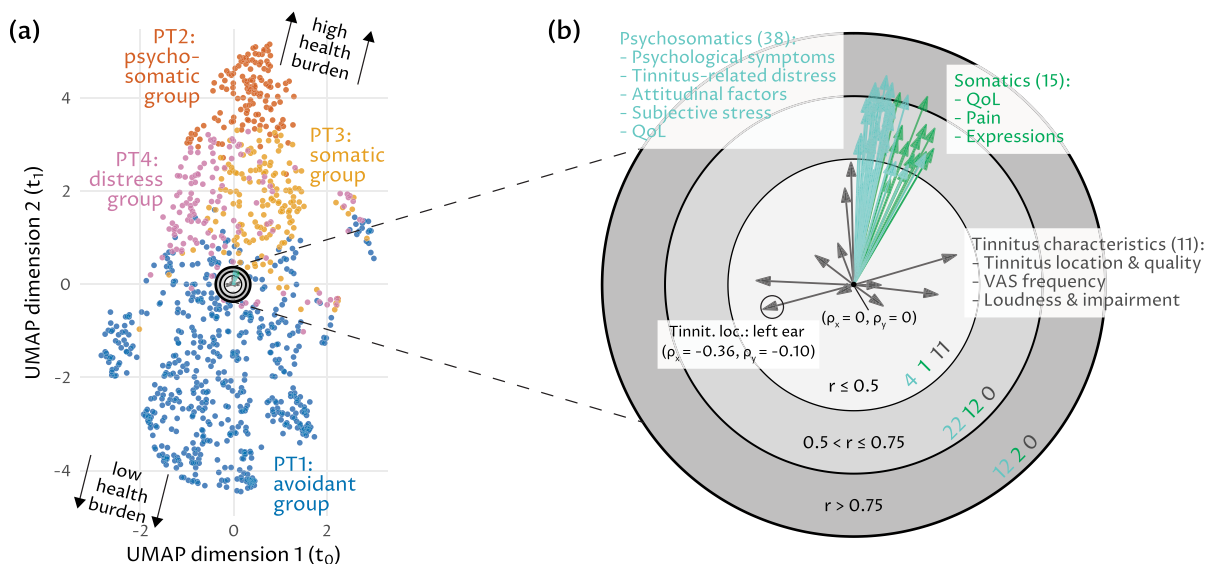 (a)
PT2:
psycho-
somatic
group
high
health
burden
PT3:
somatic
group
PT4:
distress
group
PT1:
avoidant
group
low
health
burden
4
2
0
-2
-4
-2
0
2
UMAP dimension 2 (t₁)
UMAP dimension 1 (t₀)
(b)
Psychosomatics (38):
- Psychological symptoms
- Tinnitus-related distress
- Attitudinal factors
- Subjective stress
- QoL
Somatics (15):
- QoL
- Pain
- Expressions
Tinnitus characteristics (11):
- Tinnitus location & quality
- VAS frequency
- Loudness & impairment
(ρₓ = 0, ρᵧ = 0)
Tinnit. loc.: left ear
(ρₓ = -0.36, ρᵧ = -0.10)
4 1 11
r ≤ 0.5
22 12 0
0.5 < r ≤ 0.75
12 2 0
r > 0.75